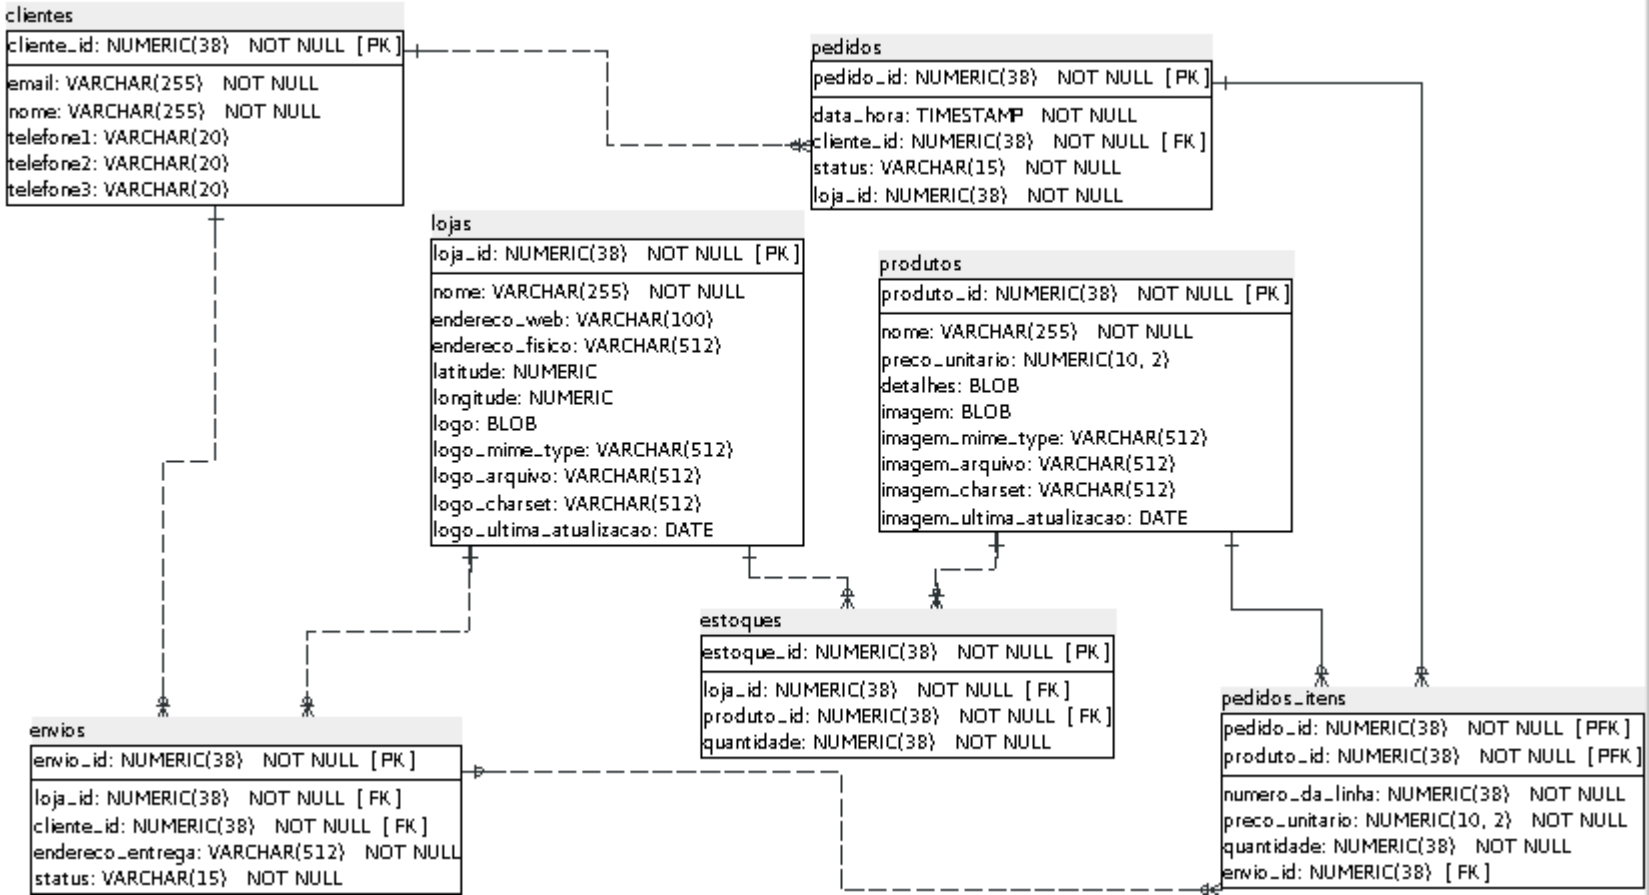 clientes
cliente_id: NUMERIC(38) NOT NULL [ PK ]
email: VARCHAR(255) NOT NULL
nome: VARCHAR(255) NOT NULL
telefone1: VARCHAR(20)
telefone2: VARCHAR(20)
telefone3: VARCHAR(20)
pedidos
pedido_id: NUMERIC(38) NOT NULL [ PK ]
data_hora: TIMESTAMP NOT NULL
cliente_id: NUMERIC(38) NOT NULL [ FK ]
status: VARCHAR(15) NOT NULL
loja_id: NUMERIC(38) NOT NULL
lojas
loja_id: NUMERIC(38) NOT NULL [ PK ]
nome: VARCHAR(255) NOT NULL
endereco_web: VARCHAR(100)
endereco_fisico: VARCHAR(512)
latitude: NUMERIC
longitude: NUMERIC
logo: BLOB
logo_mime_type: VARCHAR(512)
logo_arquivo: VARCHAR(512)
logo_charset: VARCHAR(512)
logo_ultima_atualizacao: DATE
produtos
produto_id: NUMERIC(38) NOT NULL [ PK ]
nome: VARCHAR(255) NOT NULL
preco_unitario: NUMERIC(10, 2)
detalhes: BLOB
imagem: BLOB
imagem_mime_type: VARCHAR(512)
imagem_arquivo: VARCHAR(512)
imagem_charset: VARCHAR(512)
imagem_ultima_atualizacao: DATE
estoques
estoque_id: NUMERIC(38) NOT NULL [ PK ]
loja_id: NUMERIC(38) NOT NULL [ FK ]
produto_id: NUMERIC(38) NOT NULL [ FK ]
quantidade: NUMERIC(38) NOT NULL
envios
envio_id: NUMERIC(38) NOT NULL [ PK ]
loja_id: NUMERIC(38) NOT NULL [ FK ]
cliente_id: NUMERIC(38) NOT NULL [ FK ]
endereco_entrega: VARCHAR(512) NOT NULL
status: VARCHAR(15) NOT NULL
pedidos_itens
pedido_id: NUMERIC(38) NOT NULL [ PFK ]
produto_id: NUMERIC(38) NOT NULL [ PFK ]
numero_da_linha: NUMERIC(38) NOT NULL
preco_unitario: NUMERIC(10, 2) NOT NULL
quantidade: NUMERIC(38) NOT NULL
envio_id: NUMERIC(38) [ FK ]